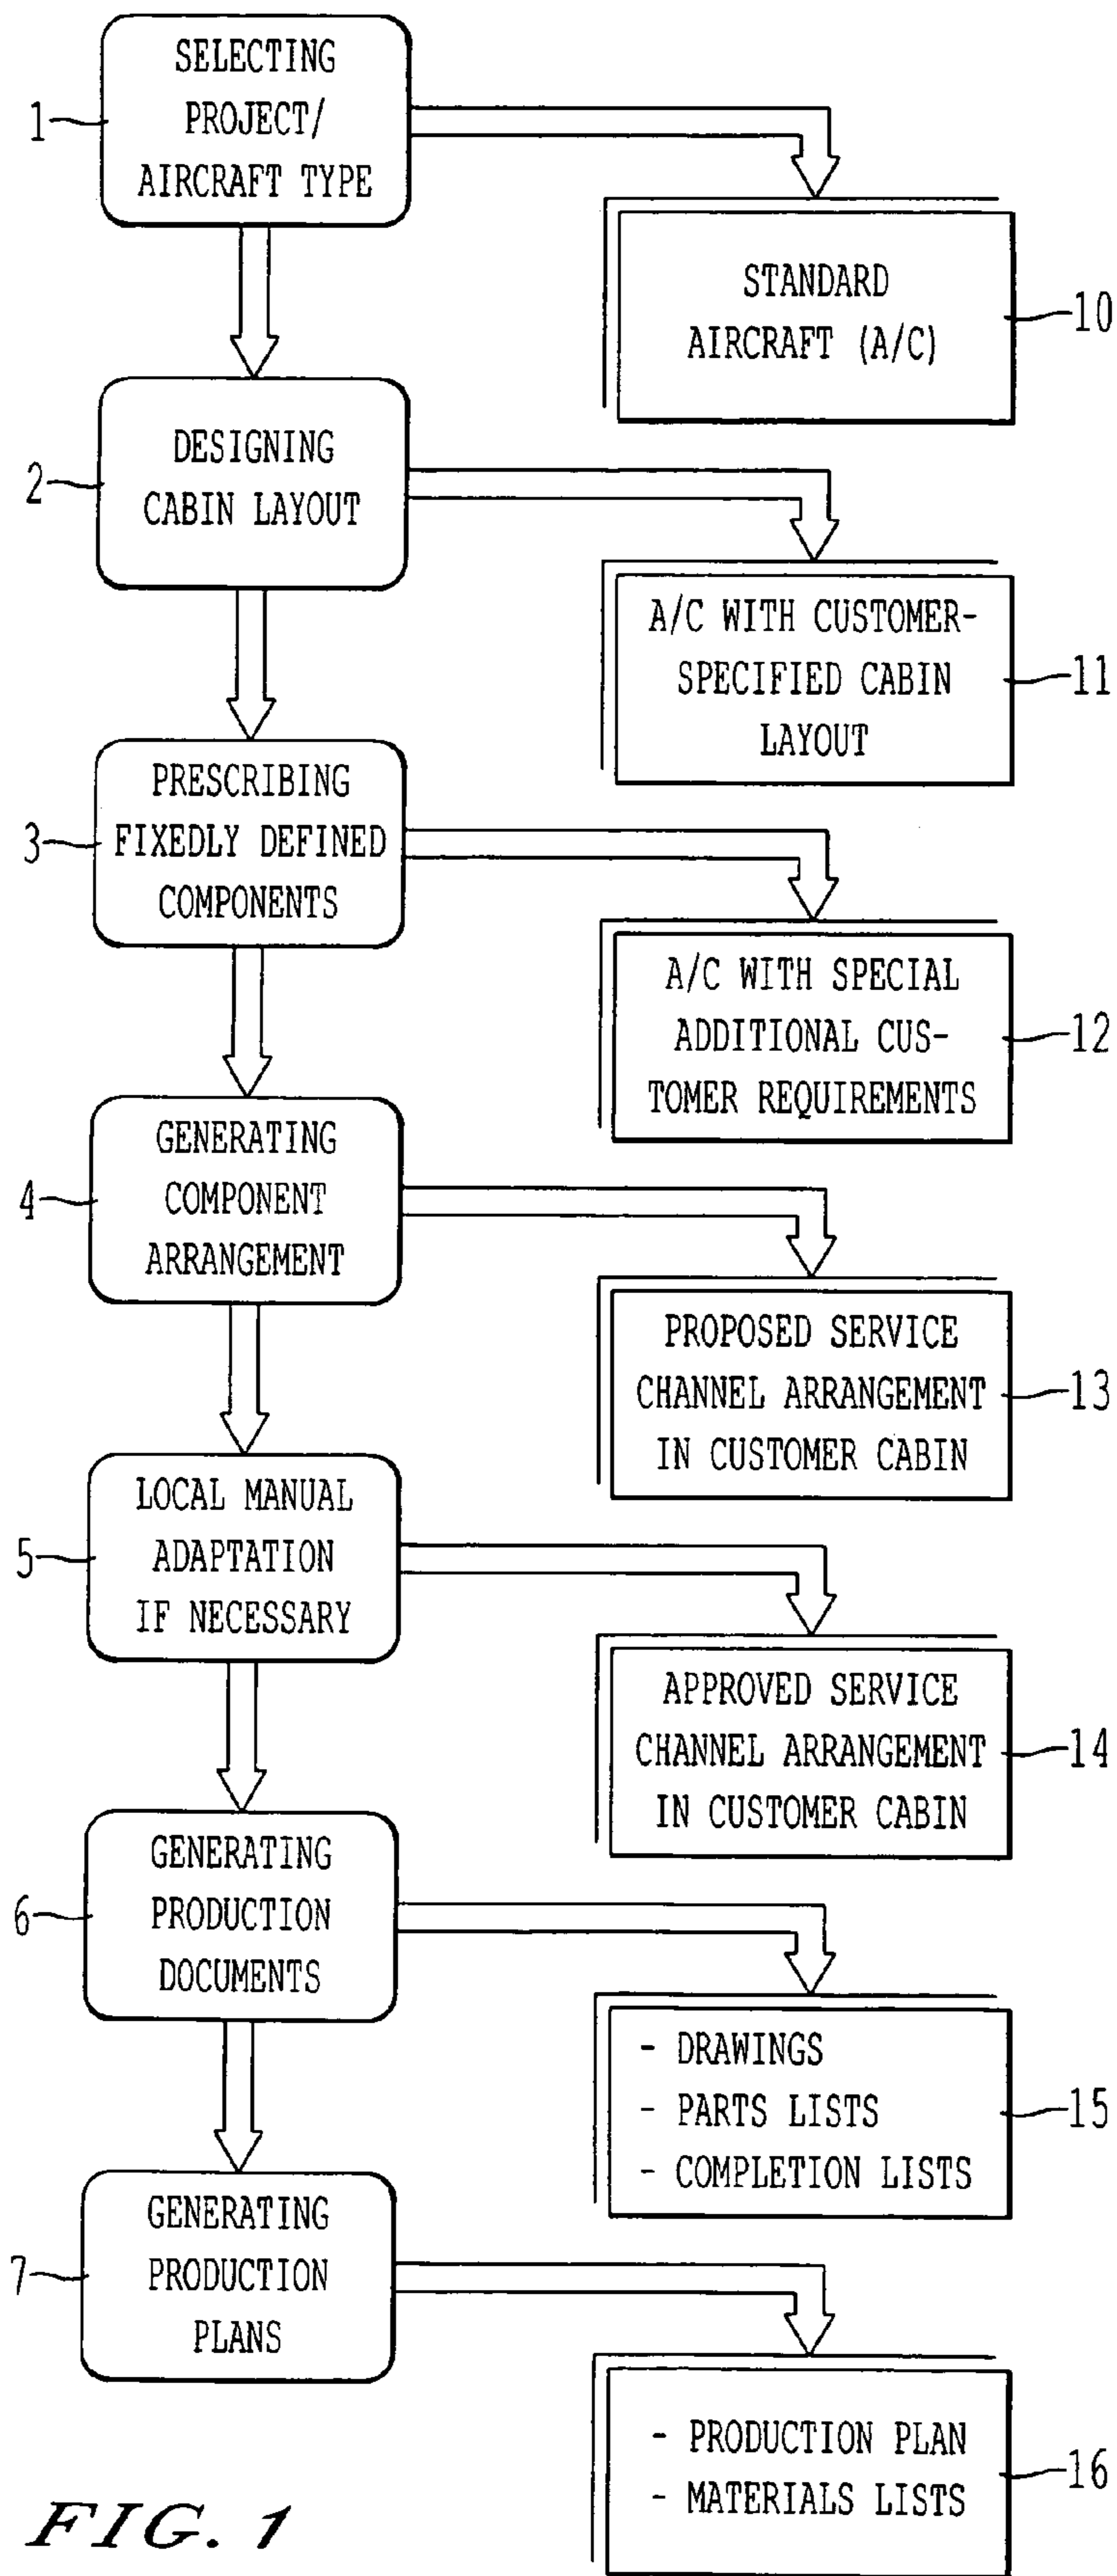 SELECTING
PROJECT/
AIRCRAFT TYPE
1
STANDARD
AIRCRAFT (A/C)
10
DESIGNING
CABIN LAYOUT
2
A/C WITH CUSTOMER-
SPECIFIED CABIN
LAYOUT
11
PRESCRIBING
FIXEDLY DEFINED
COMPONENTS
3
A/C WITH SPECIAL
ADDITIONAL CUS-
TOMER REQUIREMENTS
12
GENERATING
COMPONENT
ARRANGEMENT
4
PROPOSED SERVICE
CHANNEL ARRANGEMENT
IN CUSTOMER CABIN
13
LOCAL MANUAL
ADAPTATION
IF NECESSARY
5
APPROVED SERVICE
CHANNEL ARRANGEMENT
IN CUSTOMER CABIN
14
GENERATING
PRODUCTION
DOCUMENTS
6
- DRAWINGS
- PARTS LISTS
- COMPLETION LISTS
15
GENERATING
PRODUCTION
PLANS
7
- PRODUCTION PLAN
- MATERIALS LISTS
16
FIG. 1